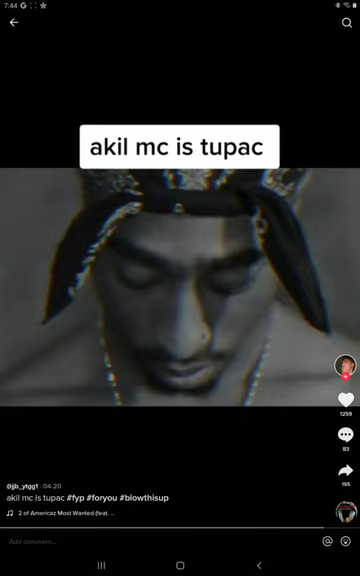 7:44
akil mc is tupac
1259
83
195
@jjb_ytgg1 · 04-20
akil mc is tupac #fyp #foryou #blowthisup
2 of Americaz Most Wanted (feat. ...
Add comment...